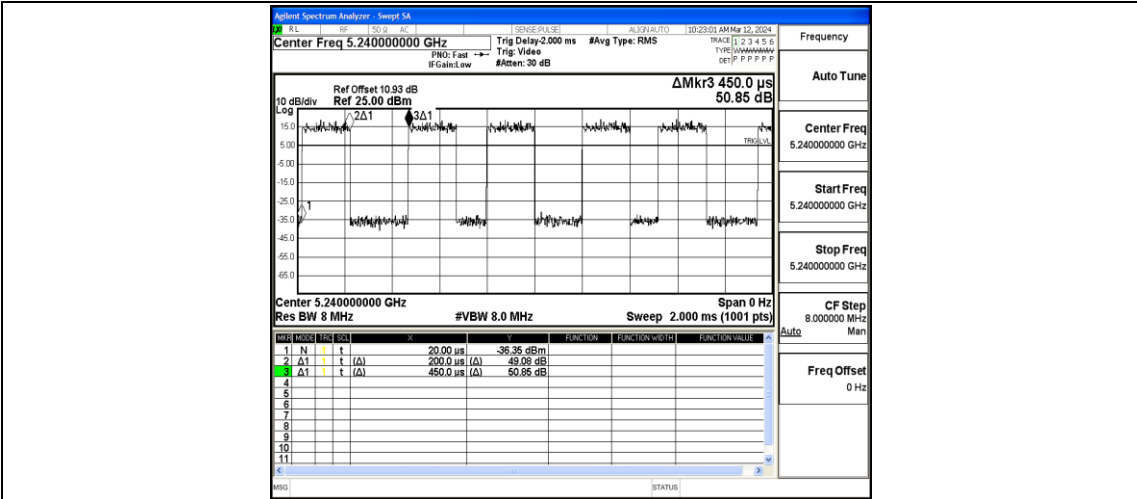 Agilent Spectrum Analyzer - Swept SA
RL RF 50 Ω AC SENSE:PULSE ALIGN AUTO 10:23:01 AM Mar 12, 2024
Center Freq 5.240000000 GHz
PNO: Fast
IFGain:Low
Trig Delay-2.000 ms
Trig: Video
#Atten: 30 dB
#Avg Type: RMS
TRACE 1 2 3 4 5 6
TYPE WWWWWW
DET P P P P P P
ΔMkr3 450.0 µs
50.85 dB
Ref Offset 10.93 dB
10 dB/div Ref 25.00 dBm
Log
15.0
5.00
-5.00
-15.0
-25.0
-35.0
-45.0
-55.0
-65.0
2Δ1
3Δ1
1
TRIG LVL
Center 5.240000000 GHz Span 0 Hz
Res BW 8 MHz #VBW 8.0 MHz Sweep 2.000 ms (1001 pts)
MKR MODE TRC SCL X Y FUNCTION FUNCTION WIDTH FUNCTION VALUE
1 N 1 t 20.00 µs -36.35 dBm
2 Δ1 1 t (Δ) 200.0 µs (Δ) 49.08 dB
3 Δ1 1 t (Δ) 450.0 µs (Δ) 50.85 dB
4
5
6
7
8
9
10
11
MSG STATUS
Frequency
Auto Tune
Center Freq
5.240000000 GHz
Start Freq
5.240000000 GHz
Stop Freq
5.240000000 GHz
CF Step
8.000000 MHz
Auto Man
Freq Offset
0 Hz